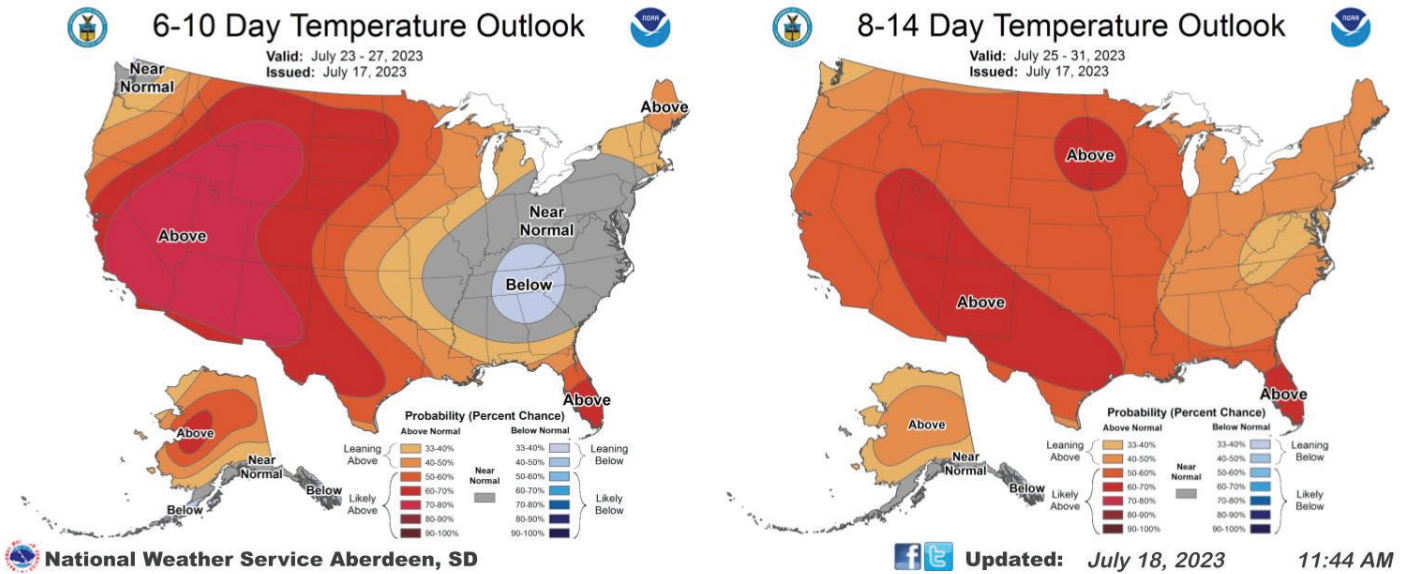 6-10 Day Temperature Outlook
Valid: July 23 - 27, 2023
Issued: July 17, 2023
Near
Normal
Above
Near
Normal
Above
Below
Above
Above
Near
Normal
Below
Below
Probability (Percent Chance)
Above Normal
Below Normal
Leaning
Above
Likely
Above
33-40%
40-50%
50-60%
60-70%
70-80%
80-90%
90-100%
Near
Normal
33-40%
40-50%
50-60%
60-70%
70-80%
80-90%
90-100%
Leaning
Below
Likely
Below
8-14 Day Temperature Outlook
Valid: July 25 - 31, 2023
Issued: July 17, 2023
Above
Above
Above
Above
Near
Normal
Below
Probability (Percent Chance)
Above Normal
Below Normal
Leaning
Above
Likely
Above
33-40%
40-50%
50-60%
60-70%
70-80%
80-90%
90-100%
Near
Normal
33-40%
40-50%
50-60%
60-70%
70-80%
80-90%
90-100%
Leaning
Below
Likely
Below
NOAA
NOAA
National Weather Service Aberdeen, SD
Updated: July 18, 2023 11:44 AM